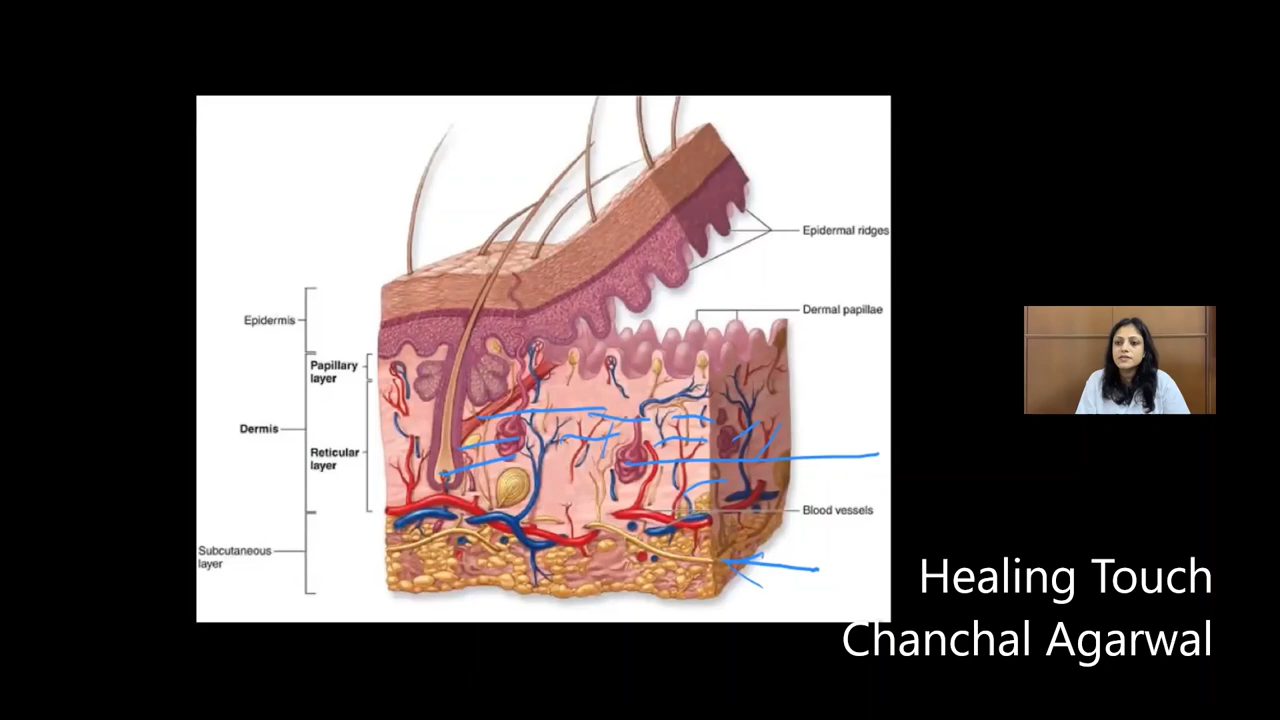 Epidermal ridges
Dermal papillae
Epidermis
Papillary
layer
Dermis
Reticular
layer
Blood vessels
Subcutaneous
layer
Healing Touch
Chanchal Agarwal